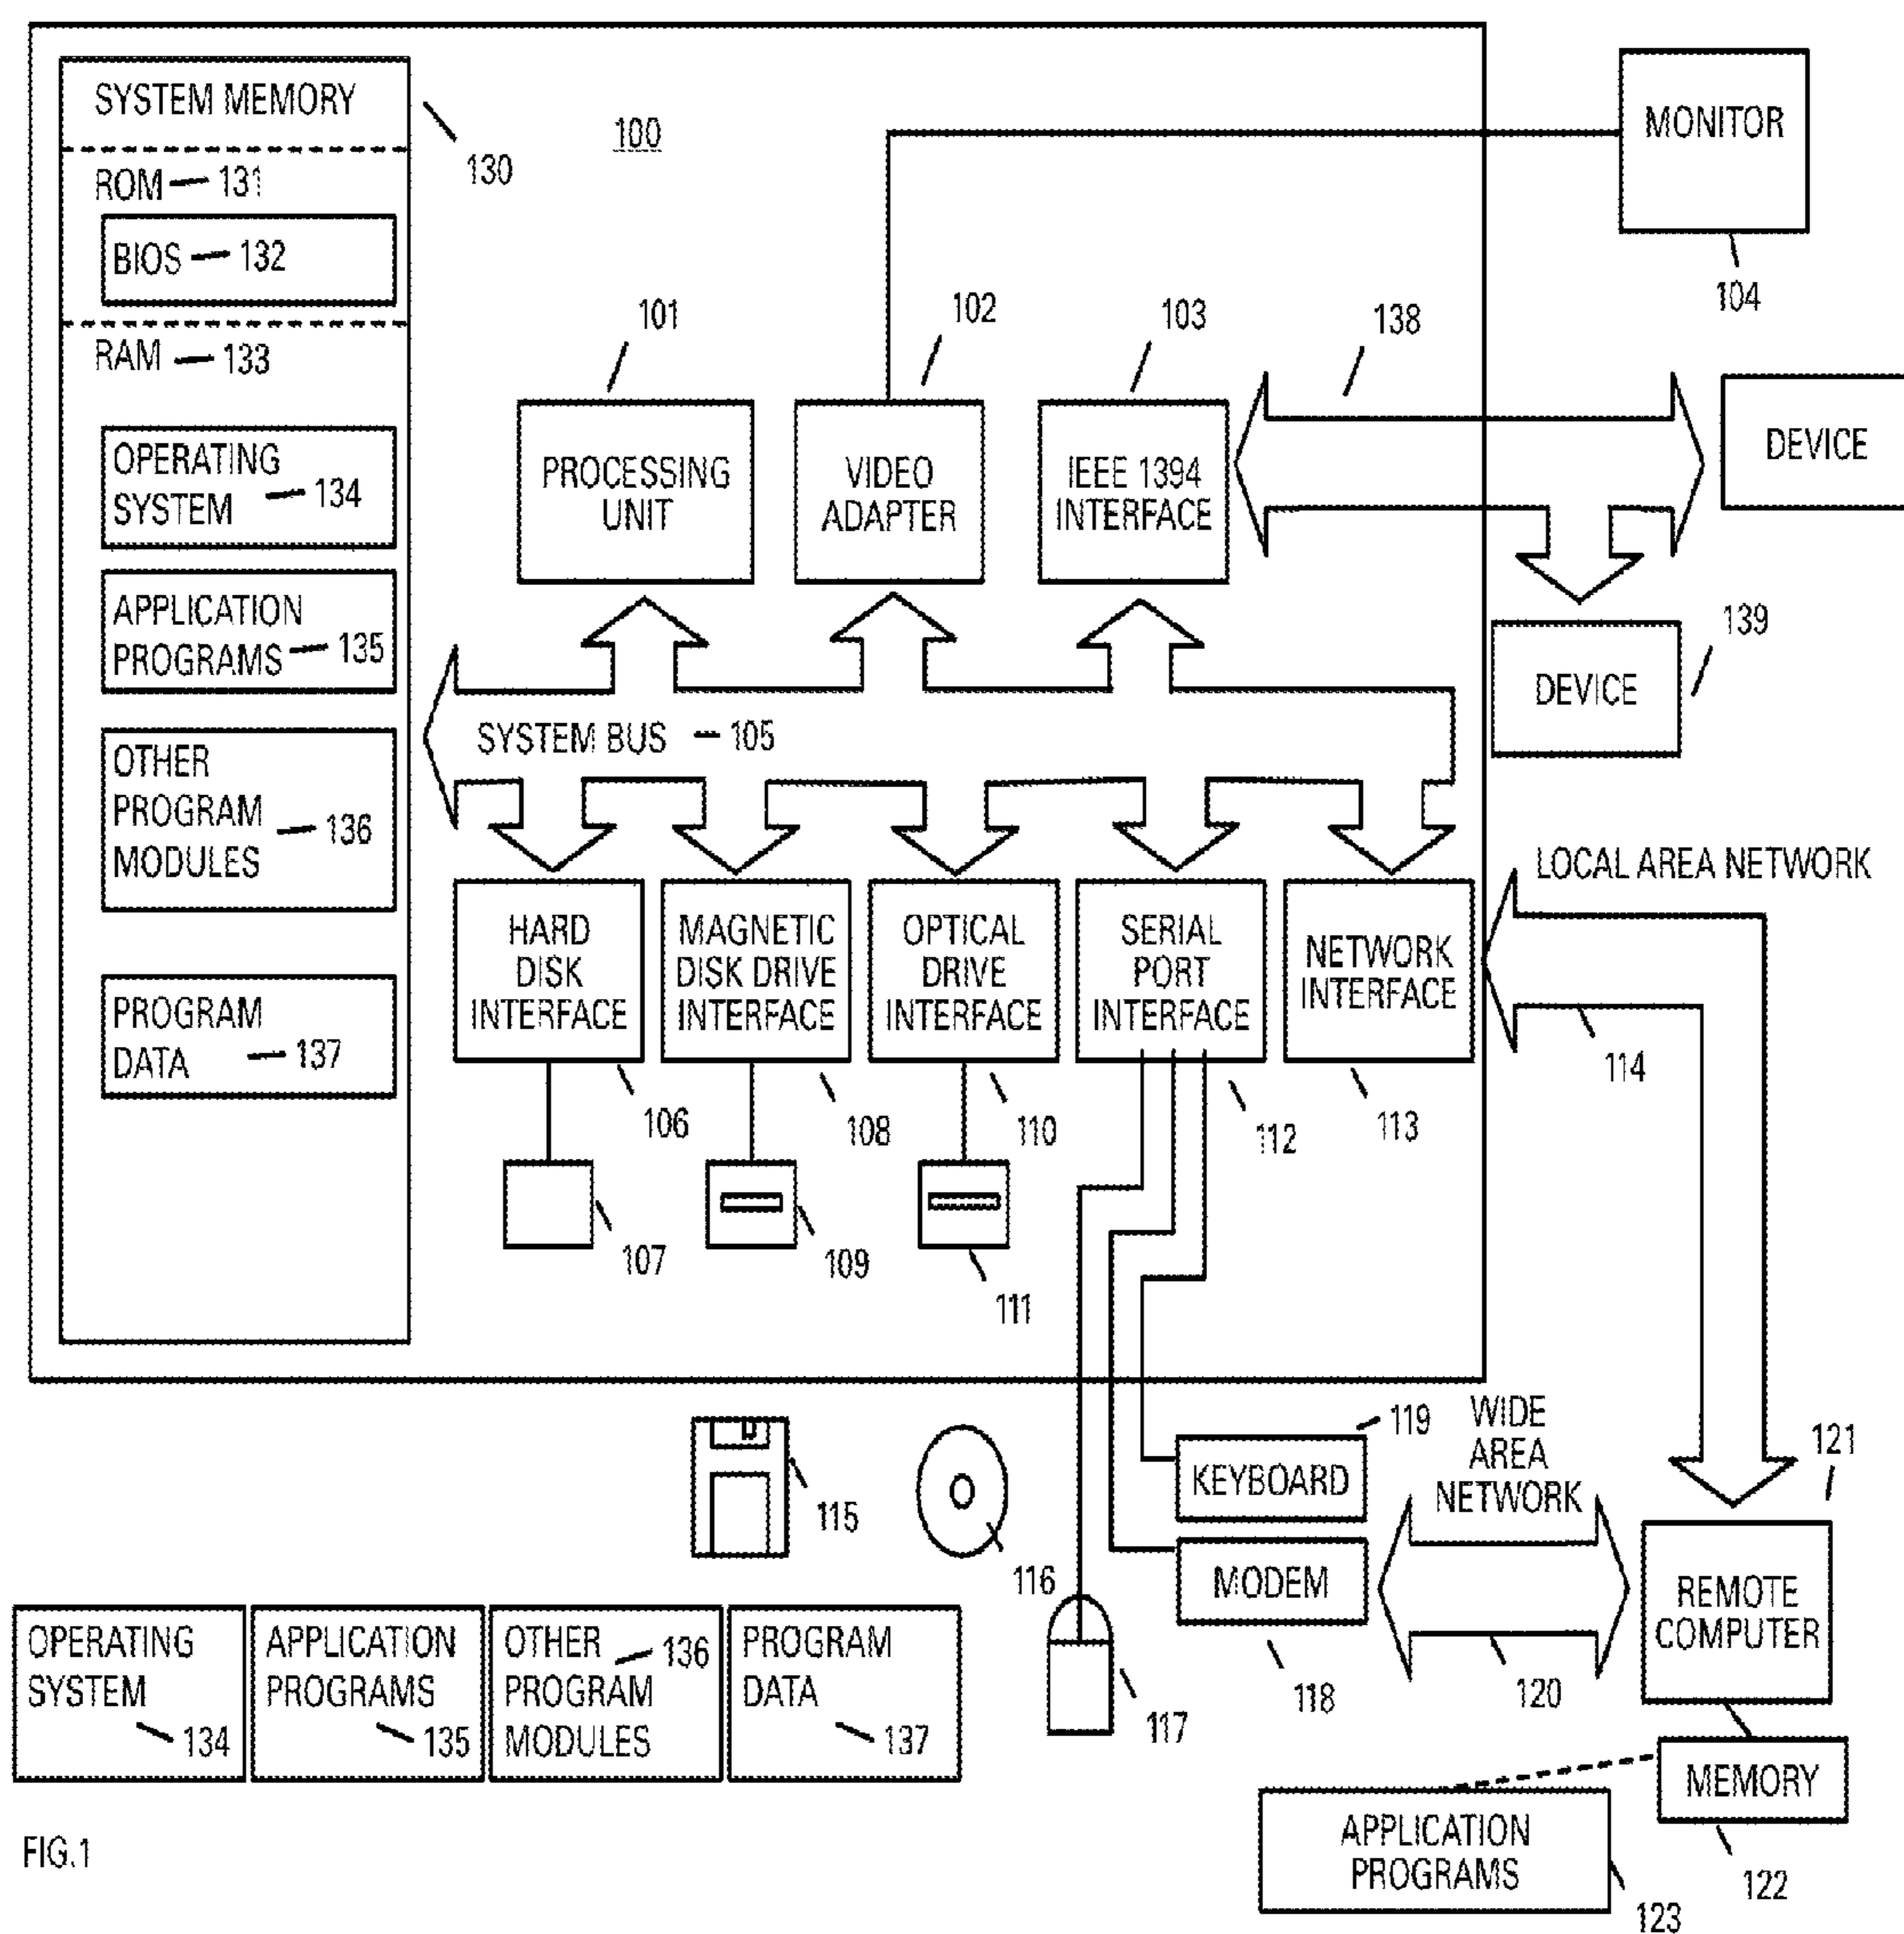 SYSTEM MEMORY
130
ROM 131
BIOS 132
RAM 133
OPERATING
SYSTEM 134
APPLICATION
PROGRAMS 135
OTHER
PROGRAM
MODULES 136
PROGRAM
DATA 137
100
MONITOR
104
101
PROCESSING
UNIT
102
VIDEO
ADAPTER
103
IEEE 1394
INTERFACE
138
DEVICE
DEVICE
139
SYSTEM BUS 105
HARD
DISK
INTERFACE
106
MAGNETIC
DISK DRIVE
INTERFACE
108
OPTICAL
DRIVE
INTERFACE
110
SERIAL
PORT
INTERFACE
112
NETWORK
INTERFACE
113
LOCAL AREA NETWORK
114
107
109
111
115
116
117
119
KEYBOARD
MODEM
118
WIDE
AREA
NETWORK
120
121
REMOTE
COMPUTER
MEMORY
122
APPLICATION
PROGRAMS
123
OPERATING
SYSTEM
134
APPLICATION
PROGRAMS
135
OTHER
136
PROGRAM
MODULES
PROGRAM
DATA
137
FIG.1